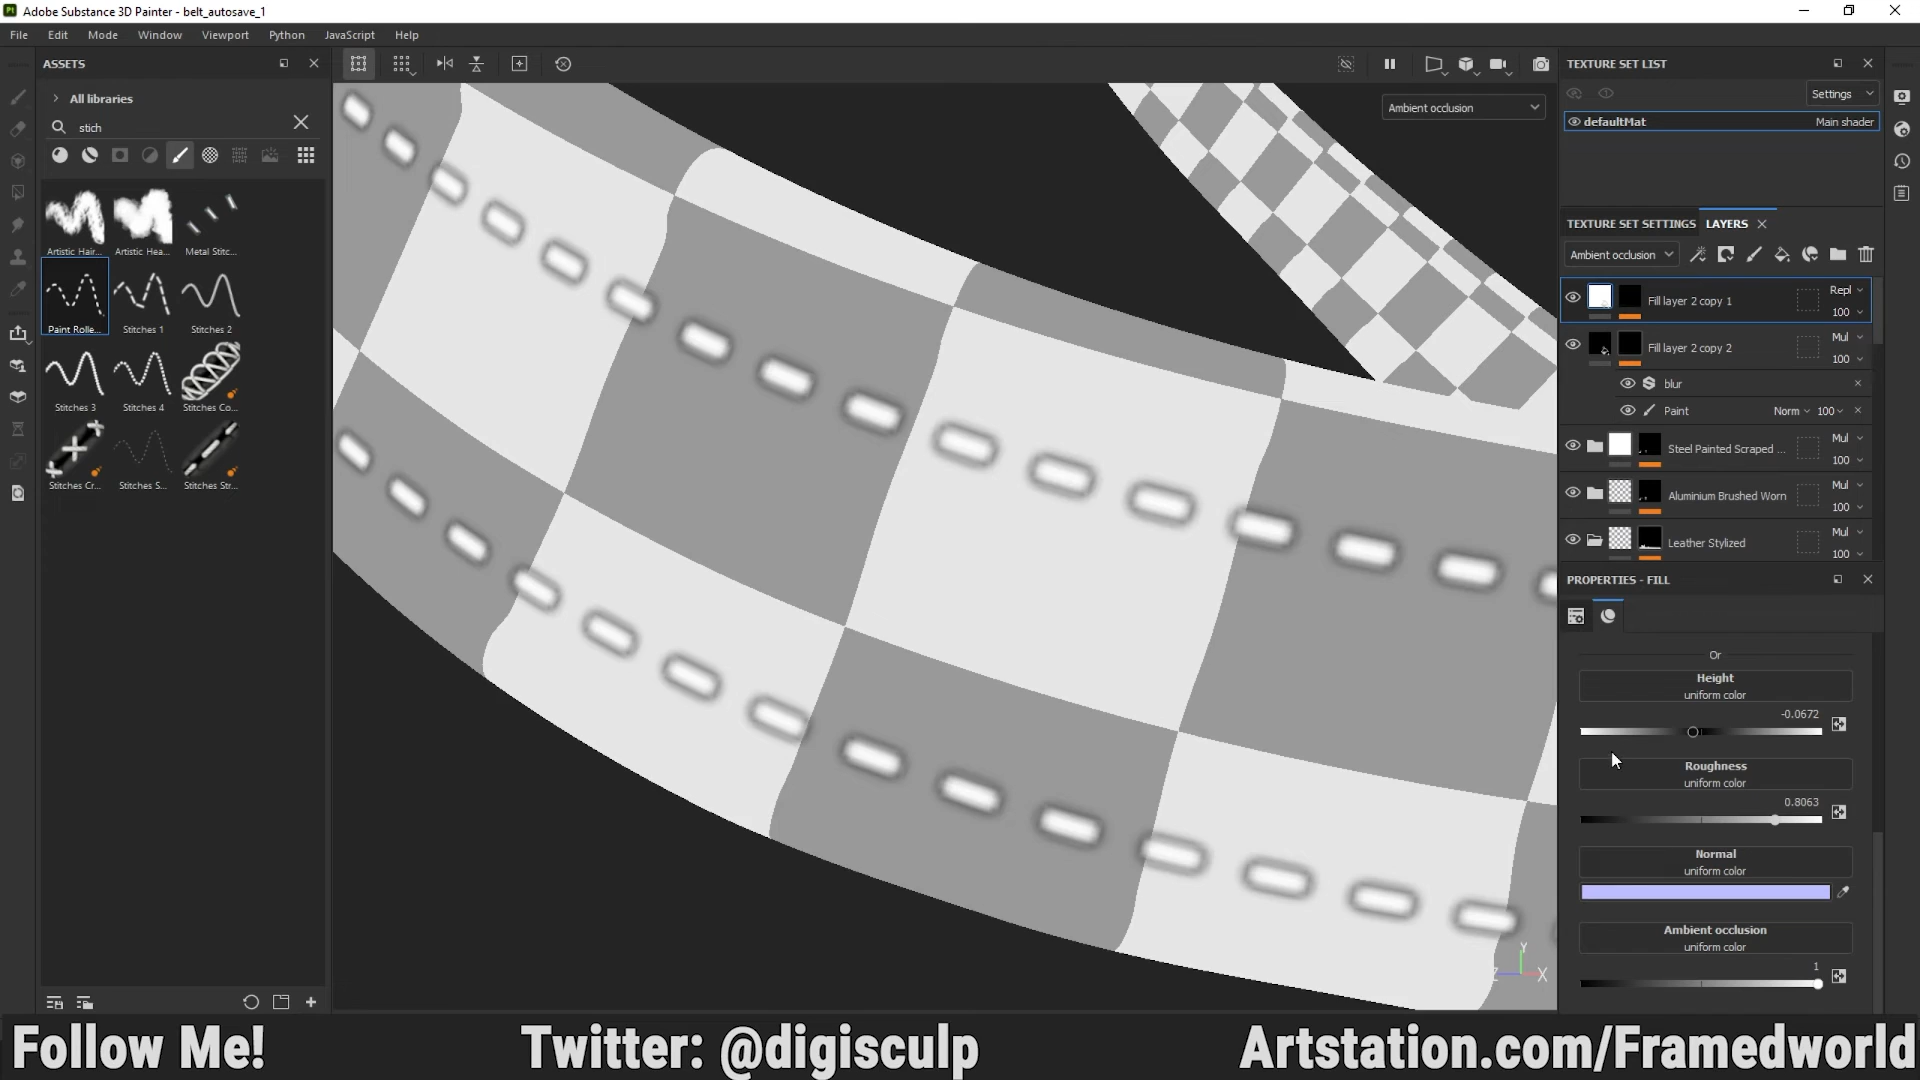 Adobe Substance 3D Painter - belt_autosave_1
File Edit Mode Window Viewport Python JavaScript Help
ASSETS
All libraries
stich
Artistic Hair...
Artistic Hea...
Metal Stitc...
Paint Rolle...
Stitches 1
Stitches 2
Stitches 3
Stitches 4
Stitches Co...
Stitches Cr...
Stitches S...
Stitches Str...
Ambient occlusion
Y
Z X
TEXTURE SET LIST
Settings
defaultMat Main shader
TEXTURE SET SETTINGS LAYERS
Ambient occlusion
Fill layer 2 copy 1 Repl
100
Fill layer 2 copy 2 Mul
100
blur
Paint Norm 100
Steel Painted Scraped ... Mul
100
Aluminium Brushed Worn Mul
100
Leather Stylized Mul
100
PROPERTIES - FILL
Or
Height
uniform color
-0.0672
Roughness
uniform color
0.8063
Normal
uniform color
Ambient occlusion
uniform color
1
Follow Me! Twitter: @digisculp Artstation.com/Framedworld